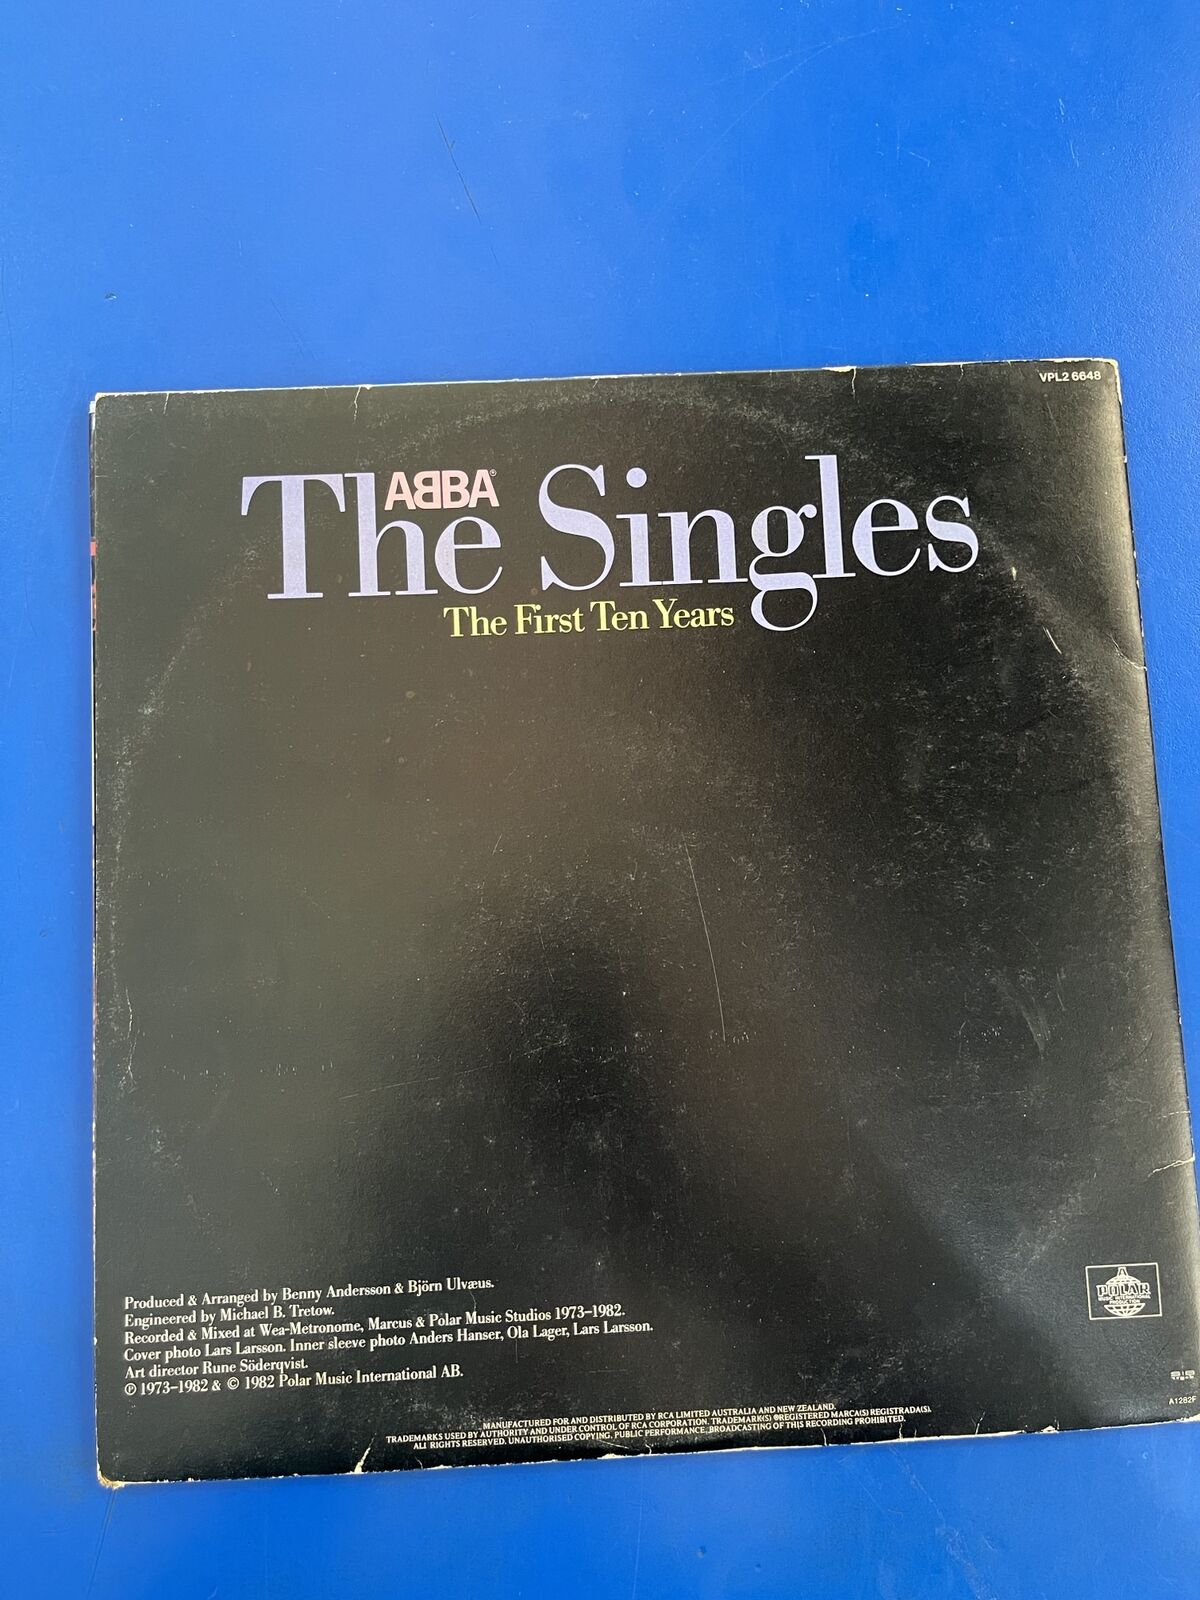 VPL2 6648
ABBA®
The Singles
The First Ten Years
Produced & Arranged by Benny Andersson & Björn Ulvæus.
Engineered by Michael B. Tretow.
Recorded & Mixed at Wea-Metronome, Marcus & Polar Music Studios 1973–1982.
Cover photo Lars Larsson. Inner sleeve photo Anders Hanser, Ola Lager, Lars Larsson.
Art director Rune Söderqvist.
℗ 1973–1982 & © 1982 Polar Music International AB.
POLAR
MUSIC INTERNATIONAL
PRODUCTION
A1282F
MANUFACTURED FOR AND DISTRIBUTED BY RCA LIMITED AUSTRALIA AND NEW ZEALAND.
TRADEMARKS USED BY AUTHORITY AND UNDER CONTROL OF RCA CORPORATION. TRADEMARK(S) ®REGISTERED MARCA(S) REGISTRADA(S).
ALL RIGHTS RESERVED. UNAUTHORISED COPYING, PUBLIC PERFORMANCE, BROADCASTING OF THIS RECORDING PROHIBITED.